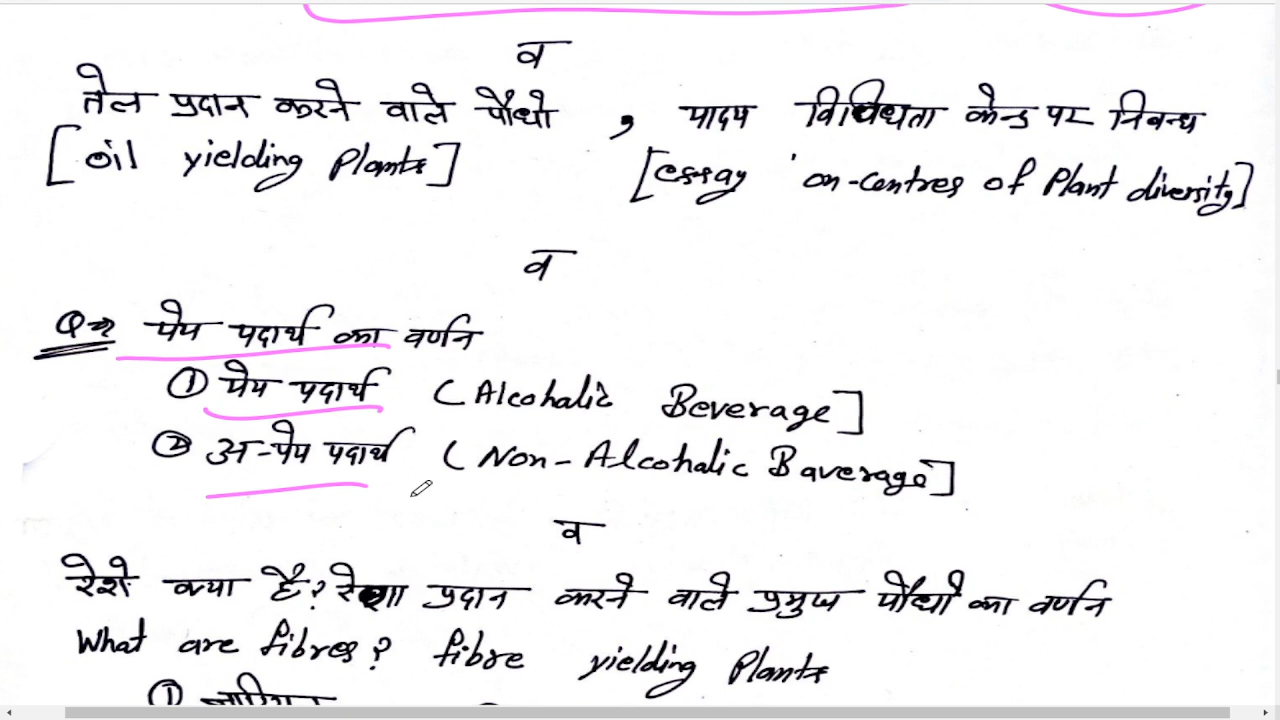 व
तेल प्रदान करने वाले पौधो , पादप विविधता केन्द्र पर निबन्ध
[oil yielding Plants] [essay on-centres of Plant diversity]
व
Q⇒ पेय पदार्थ का वर्णन
① पेय पदार्थ (Alcohalic Beverage]
② अ-पेय पदार्थ (Non-Alcohalic Baverage]
व
रेशे क्या है? रेशा प्रदान करने वाले प्रमुख पौधो का वर्णन
What are fibres? fibre yielding Plants
① नारियल